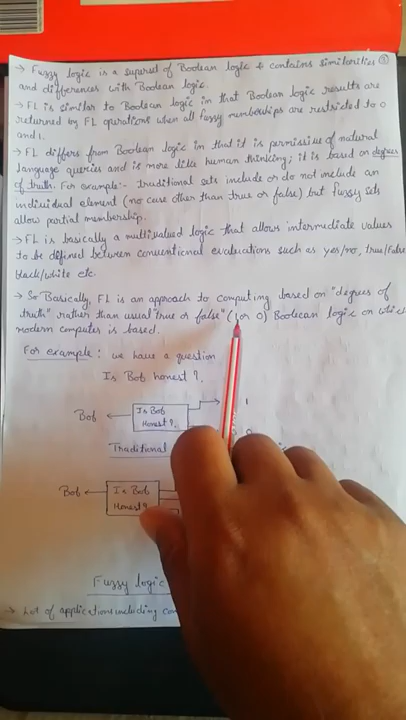 → Fuzzy logic is a superset of Boolean logic & contains similarities ③
and differences with Boolean logic.
→ FL is similar to Boolean logic in that Boolean logic results are
returned by FL operations when all fuzzy memberships are restricted to 0
and 1.
→ FL differs from Boolean logic in that it is permissive of natural
language queries and is more like human thinking; it is based on degrees
of truth. For example:- Traditional sets include or do not include an
individual element (no case other than true or false) but fuzzy sets
allow partial membership.
→ FL is basically a multivalued logic that allows intermediate values
to be defined between conventional evaluations such as yes/no, true/false
black/white etc.
→ So Basically, FL is an approach to computing based on "degrees of
truth" rather than usual "true or false" (1 or 0) Boolean logic on which
modern computer is based.
For example: we have a question
Is Bob honest?
Bob
Is Bob
Honest?
1
0
Traditional
Bob
Is Bob
Honest?
Fuzzy logic
→ Lot of applications including